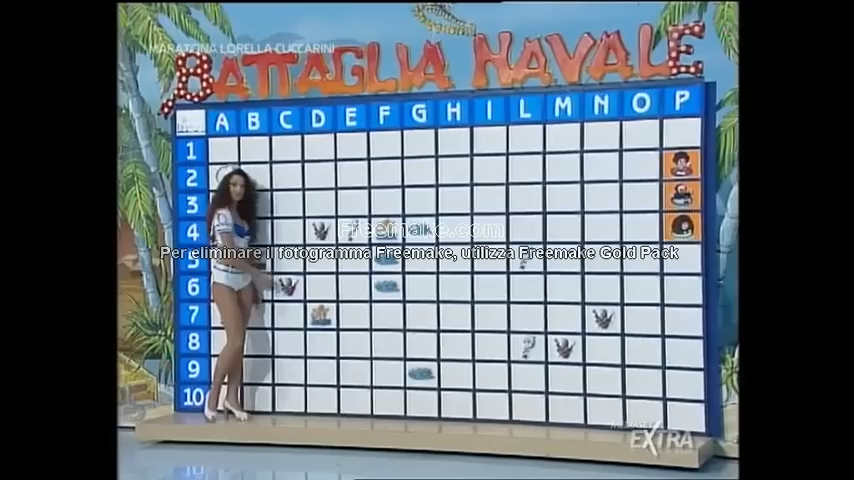 MARATONA LORELLA CUCCARINI
BATTAGLIA NAVALE
A B C D E F G H I L M N O P
1
2
3
4
Freemake.com
Per eliminare il fotogramma Freemake, utilizza Freemake Gold Pack
5
6
7
8
9
10
EXTRA